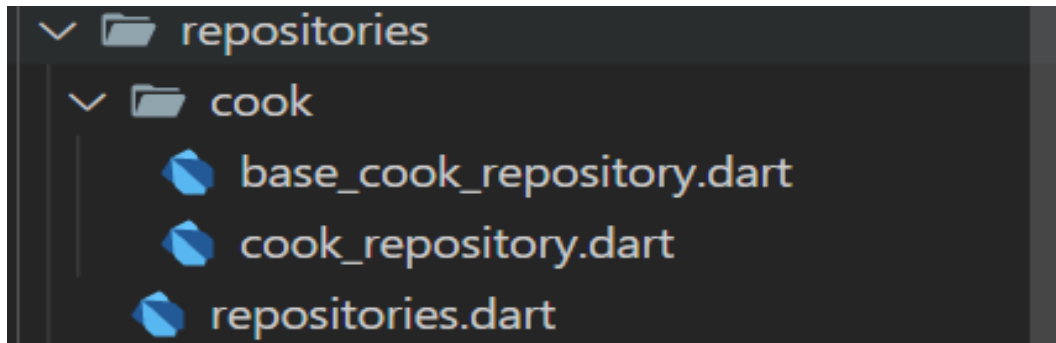 repositories
cook
base_cook_repository.dart
cook_repository.dart
repositories.dart